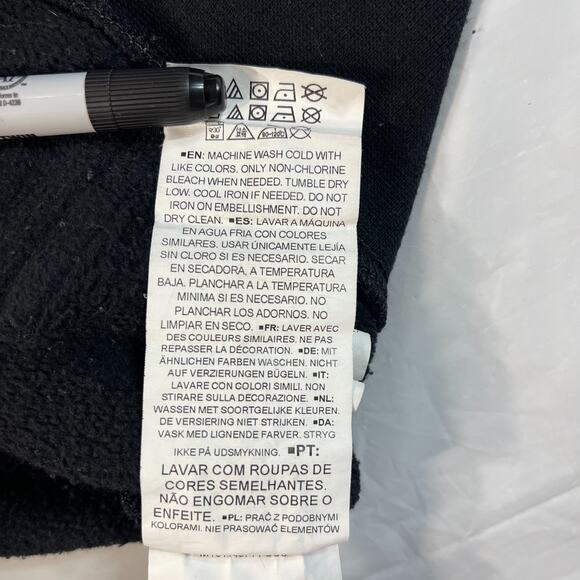 D-4236
■EN: MACHINE WASH COLD WITH
LIKE COLORS. ONLY NON-CHLORINE
BLEACH WHEN NEEDED. TUMBLE DRY
LOW. COOL IRON IF NEEDED. DO NOT
IRON ON EMBELLISHMENT. DO NOT
DRY CLEAN. ■ES: LAVAR A MÁQUINA
EN AGUA FRIA CON COLORES
SIMILARES. USAR ÚNICAMENTE LEJÍA
SIN CLORO SI ES NECESARIO. SECAR
EN SECADORA, A TEMPERATURA
BAJA. PLANCHAR A LA TEMPERATURA
MINIMA SI ES NECESARIO. NO
PLANCHAR LOS ADORNOS. NO
LIMPIAR EN SECO. ■FR: LAVER AVEC
DES COULEURS SIMILAIRES. NE PAS
REPASSER LA DÉCORATION. ■DE: MIT
ÄHNLICHEN FARBEN WASCHEN. NICHT
AUF VERZIERUNGEN BÜGELN. ■IT:
LAVARE CON COLORI SIMILI. NON
STIRARE SULLA DECORAZIONE. ■NL:
WASSEN MET SOORTGELIJKE KLEUREN.
DE VERSIERING NIET STRIJKEN. ■DA:
VASK MED LIGNENDE FARVER. STRYG
IKKE PÅ UDSMYKNING. ■PT:
LAVAR COM ROUPAS DE
CORES SEMELHANTES.
NÃO ENGOMAR SOBRE O
ENFEITE. ■PL: PRAĆ Z PODOBNYMI
KOLORAMI. NIE PRASOWAĆ ELEMENTÓW